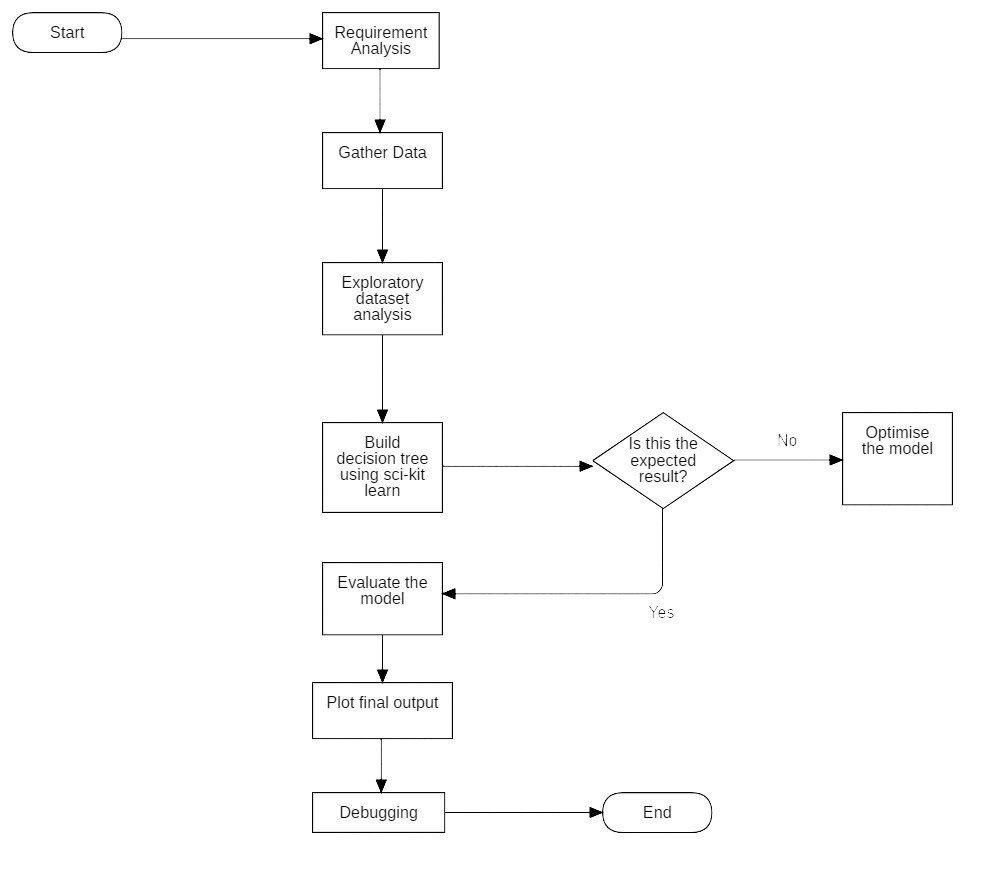 Start
Requirement
Analysis
Gather Data
Exploratory
dataset
analysis
Build
decision tree
using sci-kit
learn
Is this the
expected
result?
No
Optimise
the model
Yes
Evaluate the
model
Plot final output
Debugging
End